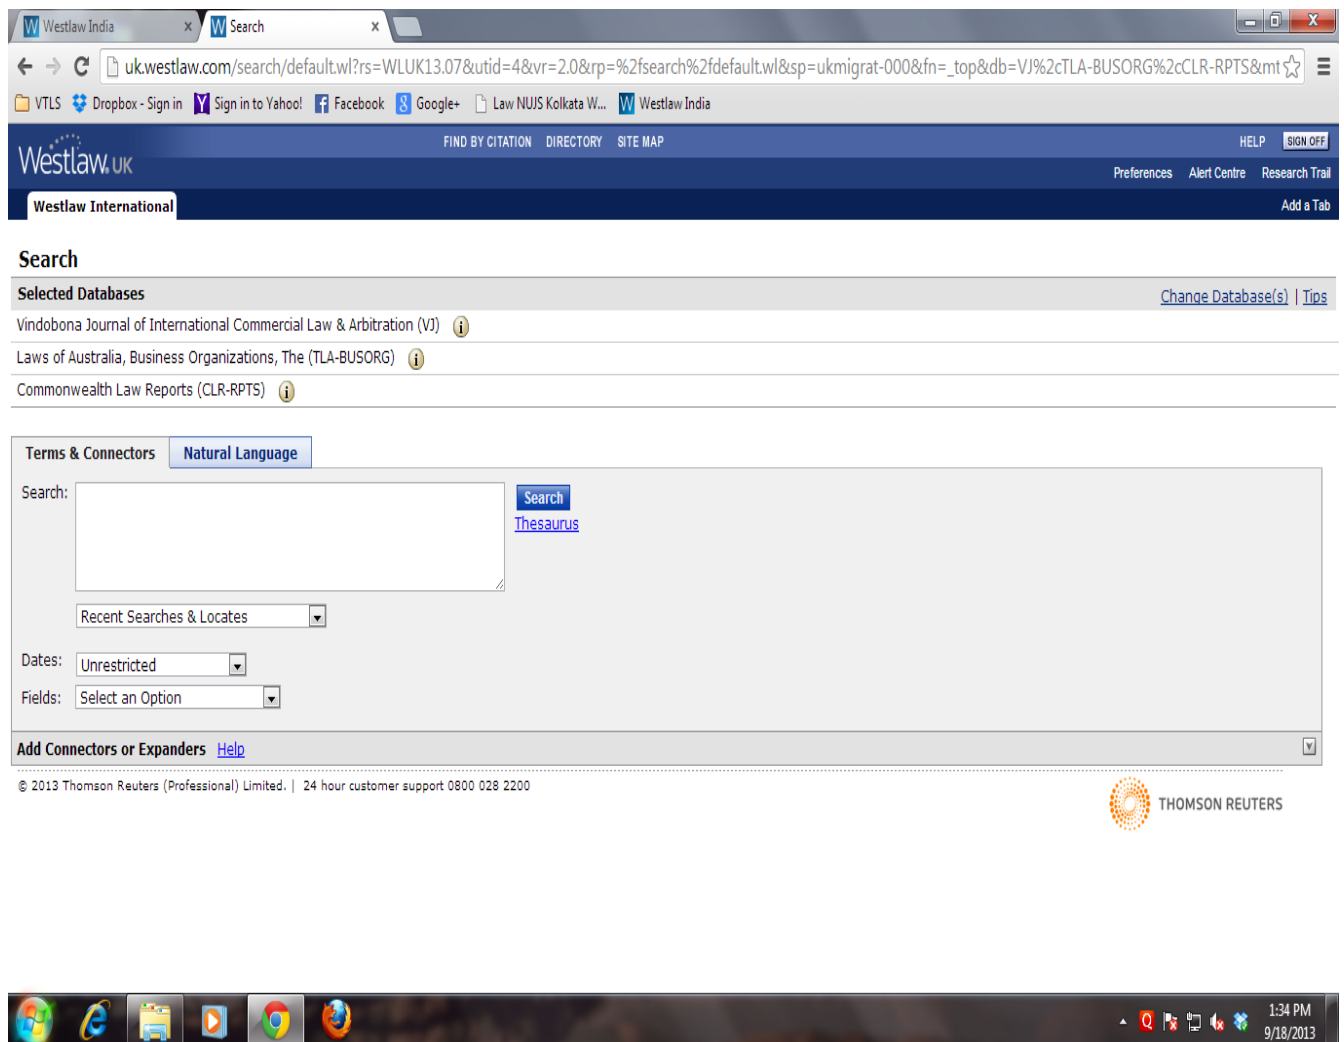 Westlaw India x Search x
uk.westlaw.com/search/default.wl?rs=WLUK13.07&utid=4&vr=2.0&rp=%2fsearch%2fdefault.wl&sp=ukmigrat-000&fn=_top&db=VJ%2cTLA-BUSORG%2cCLR-RPTS&mt
VTLS Dropbox - Sign in Sign in to Yahoo! Facebook Google+ Law NUJS Kolkata W... Westlaw India
FIND BY CITATION DIRECTORY SITE MAP HELP SIGN OFF
Westlaw. UK
Preferences Alert Centre Research Trail
Westlaw International Add a Tab
Search
Selected Databases Change Database(s) | Tips
Vindobona Journal of International Commercial Law & Arbitration (VJ) i
Laws of Australia, Business Organizations, The (TLA-BUSORG) i
Commonwealth Law Reports (CLR-RPTS) i
Terms & Connectors Natural Language
Search: Search
Thesaurus
Recent Searches & Locates
Dates: Unrestricted
Fields: Select an Option
Add Connectors or Expanders Help
© 2013 Thomson Reuters (Professional) Limited. | 24 hour customer support 0800 028 2200
THOMSON REUTERS
1:34 PM
9/18/2013